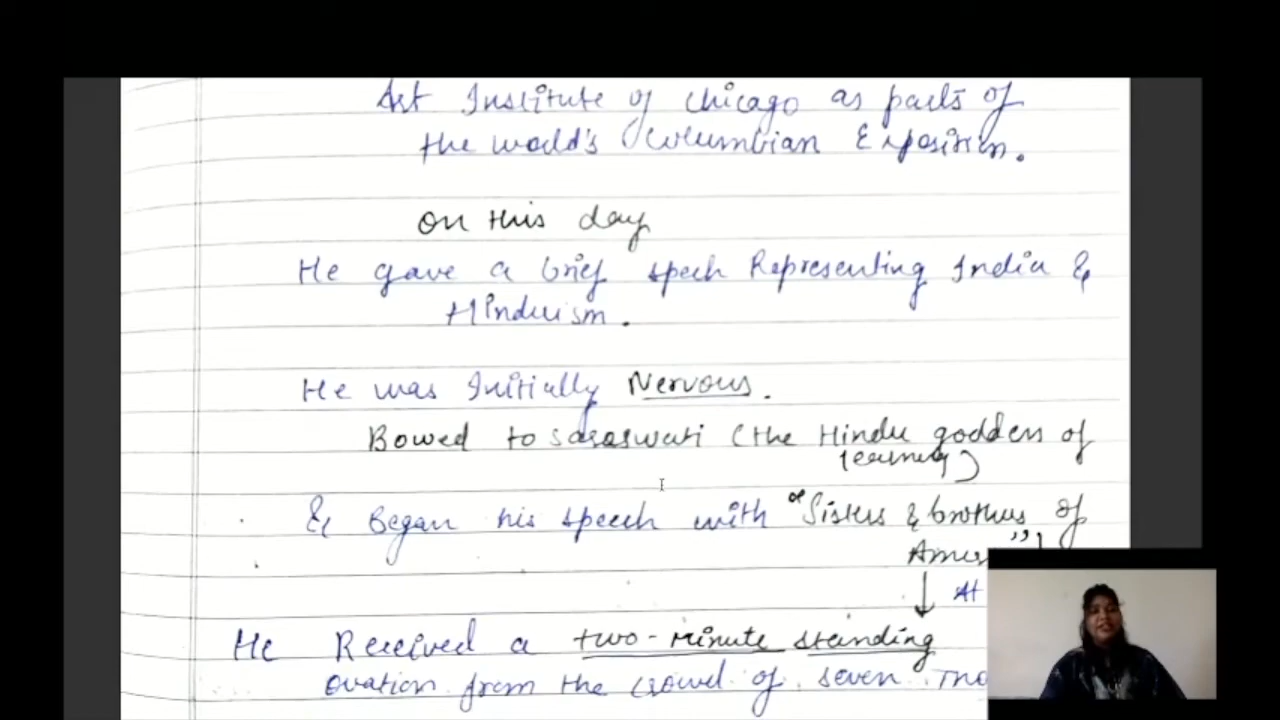 Art Institute of Chicago as parts of
the world's Columbian Exposition.
on this day
He gave a brief speech Representing India &
Hinduism.
He was Initially Nervous.
Bowed to Saraswati (the Hindu goddess of
learning)
& Began his speech with "Sisters & brothers of
Amer
At
He Received a two-minute standing
ovation from the crowd of seven